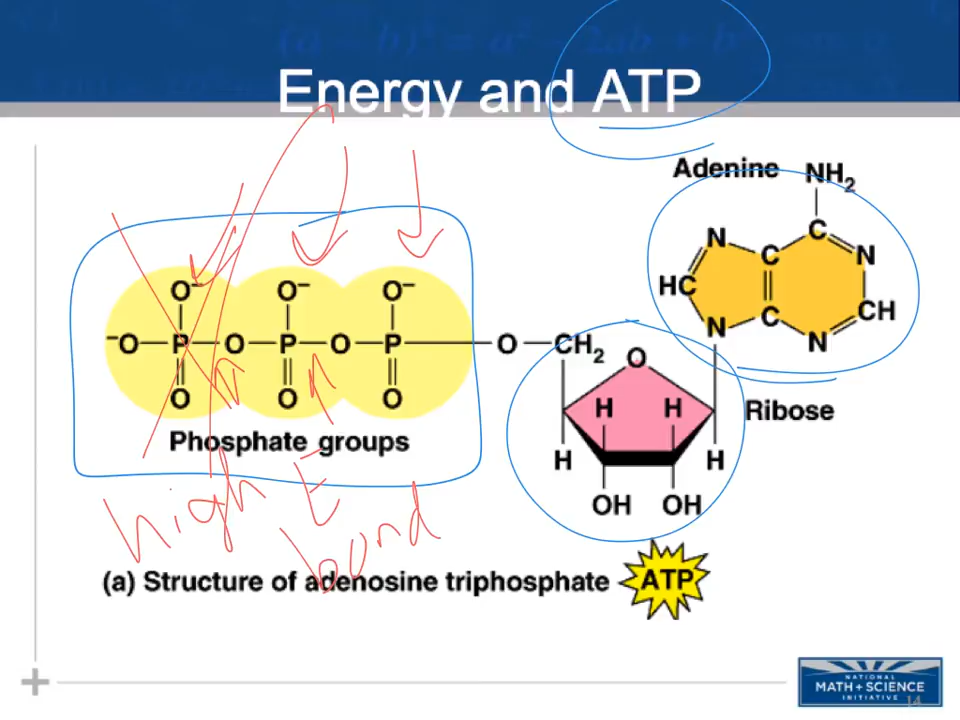 Energy and ATP
Adenine
NH2
N
C
N
HC
C
C
CH
N
N
O−
O−
O−
−O
P
O
P
O
P
O
CH2
O
O
O
O
H
H
H
H
OH
OH
Ribose
Phosphate groups
high E
bond
(a) Structure of adenosine triphosphate
ATP
NATIONAL
MATH + SCIENCE
INITIATIVE
14